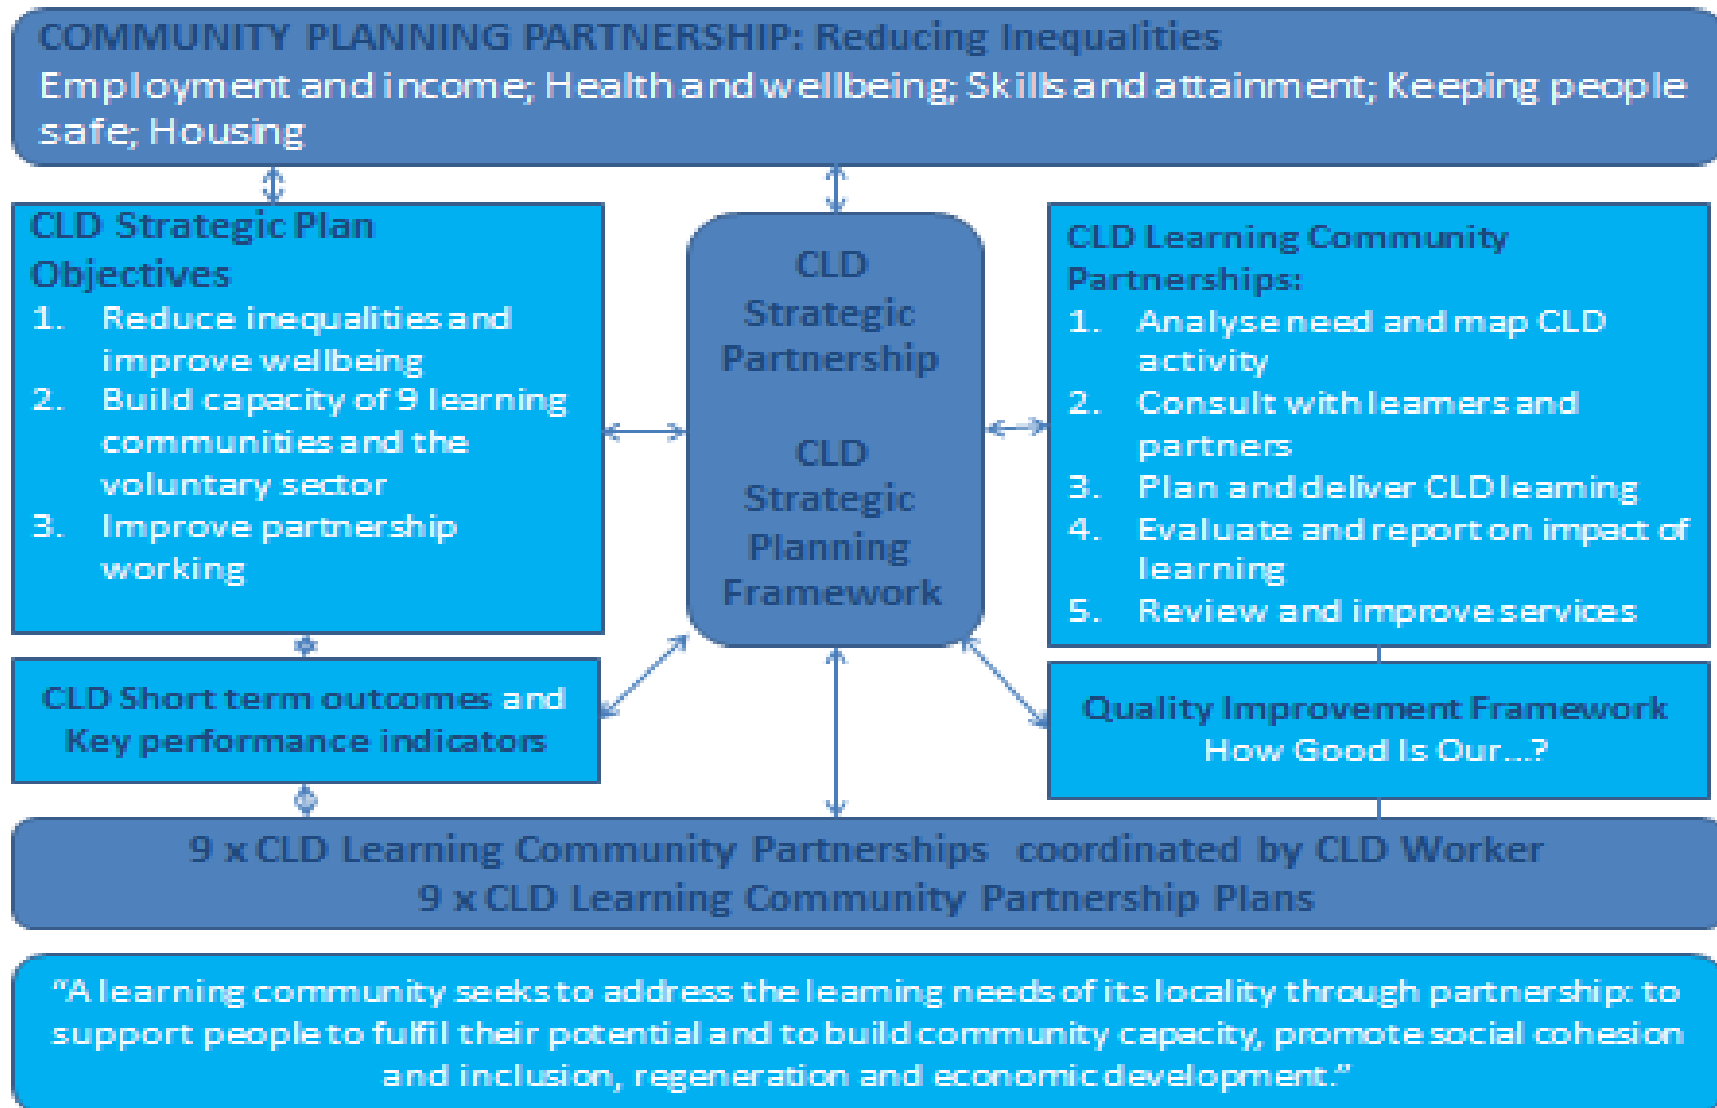 COMMUNITY PLANNING PARTNERSHIP: Reducing Inequalities
Employment and income; Health and wellbeing; Skills and attainment; Keeping people
safe; Housing
CLD Strategic Plan
Objectives
1. Reduce inequalities and
improve wellbeing
2. Build capacity of 9 learning
communities and the
voluntary sector
3. Improve partnership
working
CLD
Strategic
Partnership
CLD
Strategic
Planning
Framework
CLD Learning Community
Partnerships:
1. Analyse need and map CLD
activity
2. Consult with learners and
partners
3. Plan and deliver CLD learning
4. Evaluate and report on impact of
learning
5. Review and improve services
CLD Short term outcomes and
Key performance indicators
Quality Improvement Framework
How Good Is Our...?
9 x CLD Learning Community Partnerships coordinated by CLD Worker
9 x CLD Learning Community Partnership Plans
“A learning community seeks to address the learning needs of its locality through partnership: to
support people to fulfil their potential and to build community capacity, promote social cohesion
and inclusion, regeneration and economic development.”